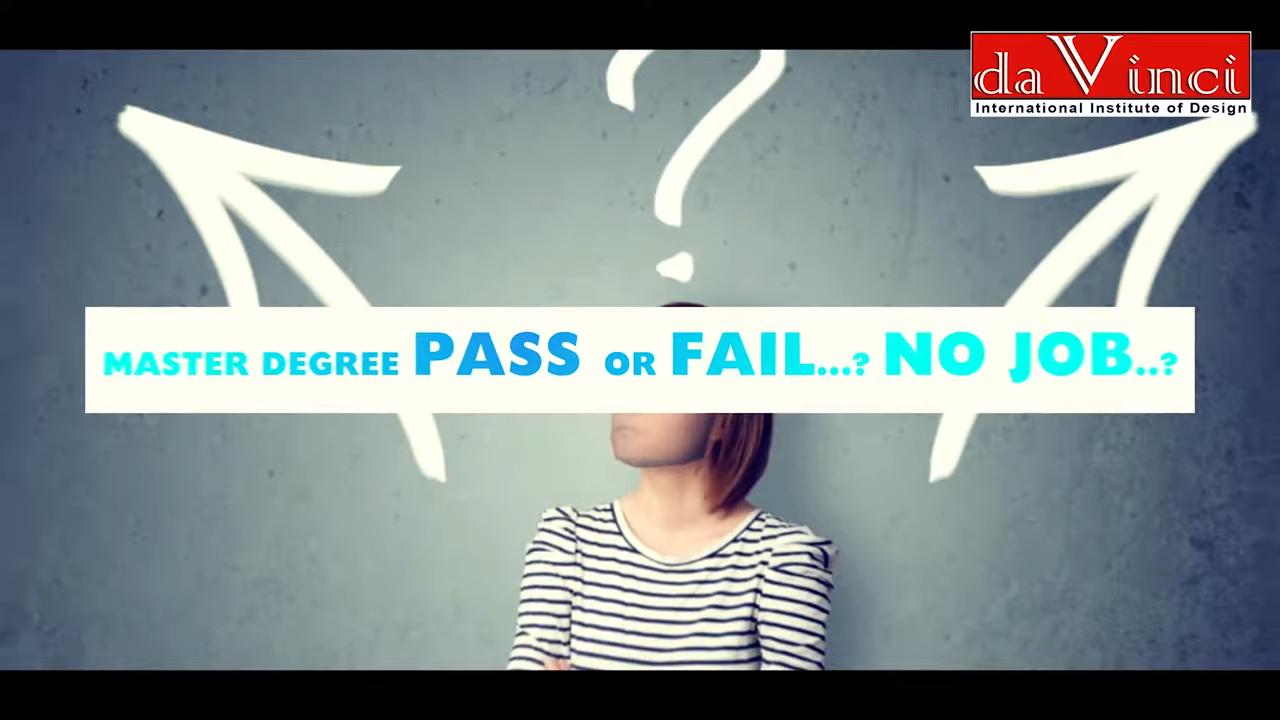 da Vinci
International Institute of Design
MASTER DEGREE PASS OR FAIL...? NO JOB..?